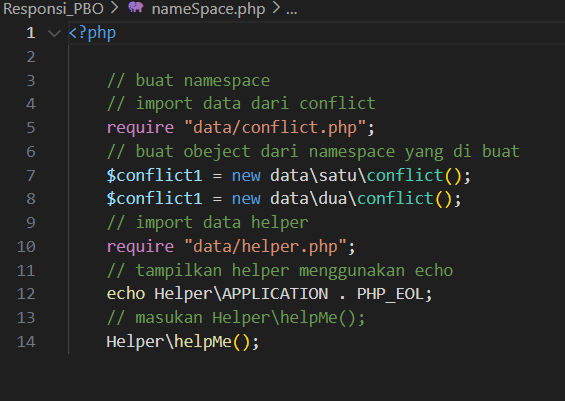 Responsi_PBO > nameSpace.php > ...
1 <?php
2
3 // buat namespace
4 // import data dari conflict
5 require "data/conflict.php";
6 // buat obeject dari namespace yang di buat
7 $conflict1 = new data\satu\conflict();
8 $conflict1 = new data\dua\conflict();
9 // import data helper
10 require "data/helper.php";
11 // tampilkan helper menggunakan echo
12 echo Helper\APPLICATION . PHP_EOL;
13 // masukan Helper\helpMe();
14 Helper\helpMe();